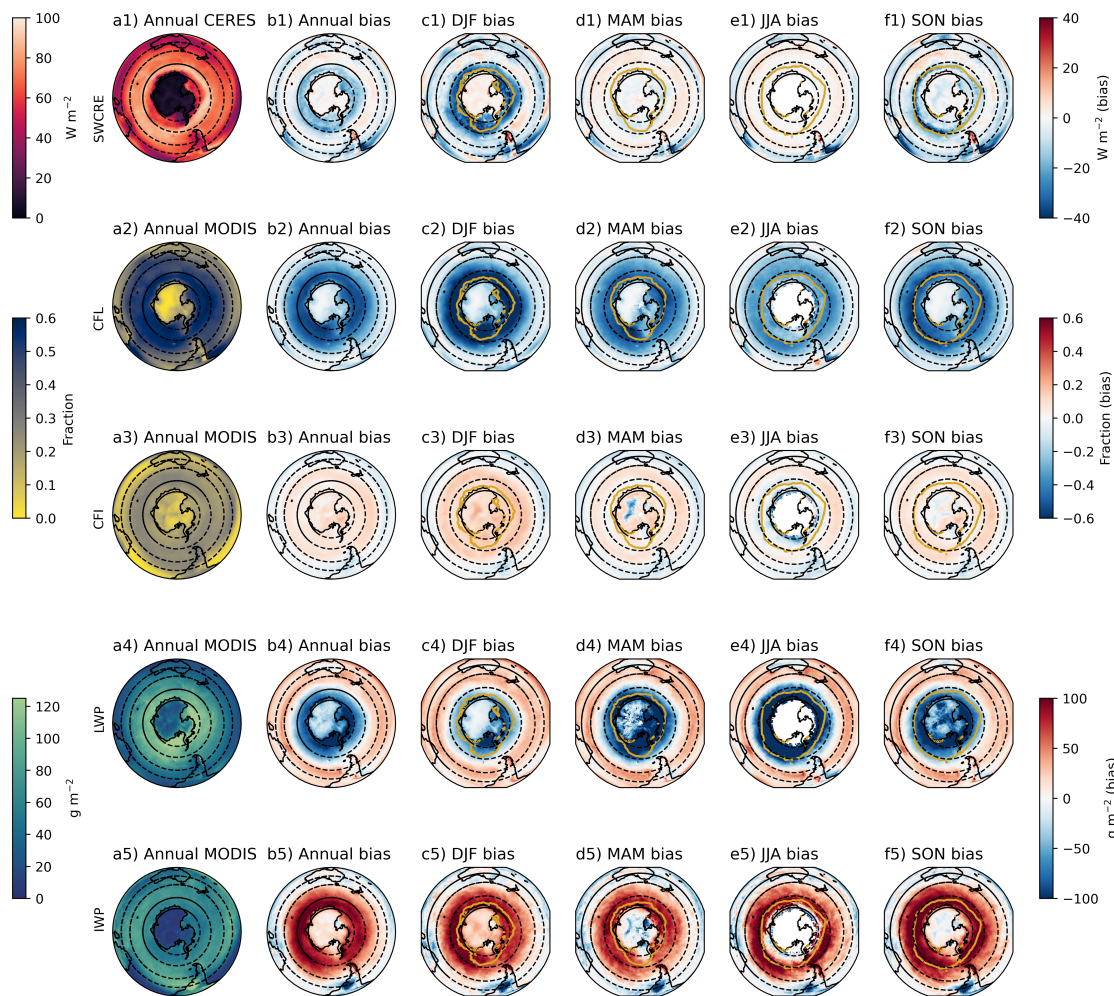 a1) Annual CERES b1) Annual bias c1) DJF bias d1) MAM bias e1) JJA bias f1) SON bias
100
80
60
40
20
0
W m−2
SWCRE
40
20
0
−20
−40
W m−2 (bias)
a2) Annual MODIS b2) Annual bias c2) DJF bias d2) MAM bias e2) JJA bias f2) SON bias
CFL
0.6
0.5
0.4
0.3
0.2
0.1
0.0
Fraction
0.6
0.4
0.2
0.0
−0.2
−0.4
−0.6
Fraction (bias)
a3) Annual MODIS b3) Annual bias c3) DJF bias d3) MAM bias e3) JJA bias f3) SON bias
CFI
a4) Annual MODIS b4) Annual bias c4) DJF bias d4) MAM bias e4) JJA bias f4) SON bias
LWP
120
100
80
60
40
20
0
g m−2
100
50
0
−50
−100
g m−2 (bias)
a5) Annual MODIS b5) Annual bias c5) DJF bias d5) MAM bias e5) JJA bias f5) SON bias
IWP